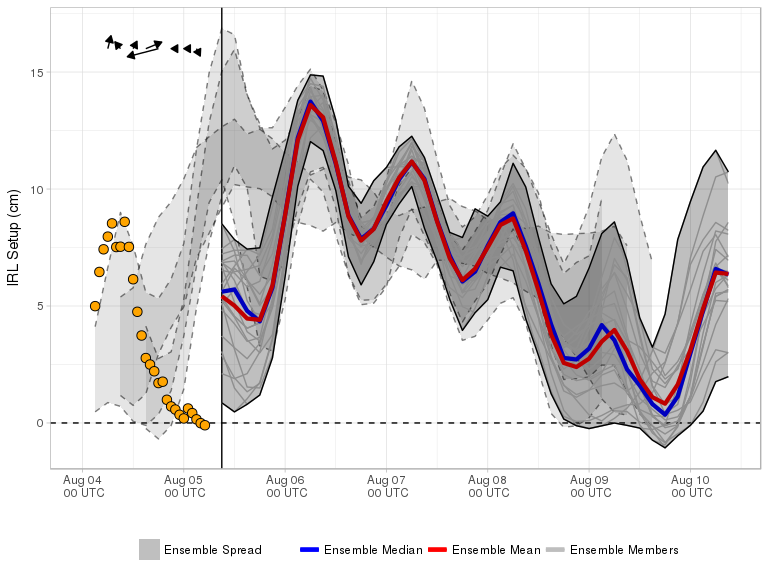 IRL Setup (cm)
15
10
5
0
Aug 04
00 UTC
Aug 05
00 UTC
Aug 06
00 UTC
Aug 07
00 UTC
Aug 08
00 UTC
Aug 09
00 UTC
Aug 10
00 UTC
Ensemble Spread Ensemble Median Ensemble Mean Ensemble Members